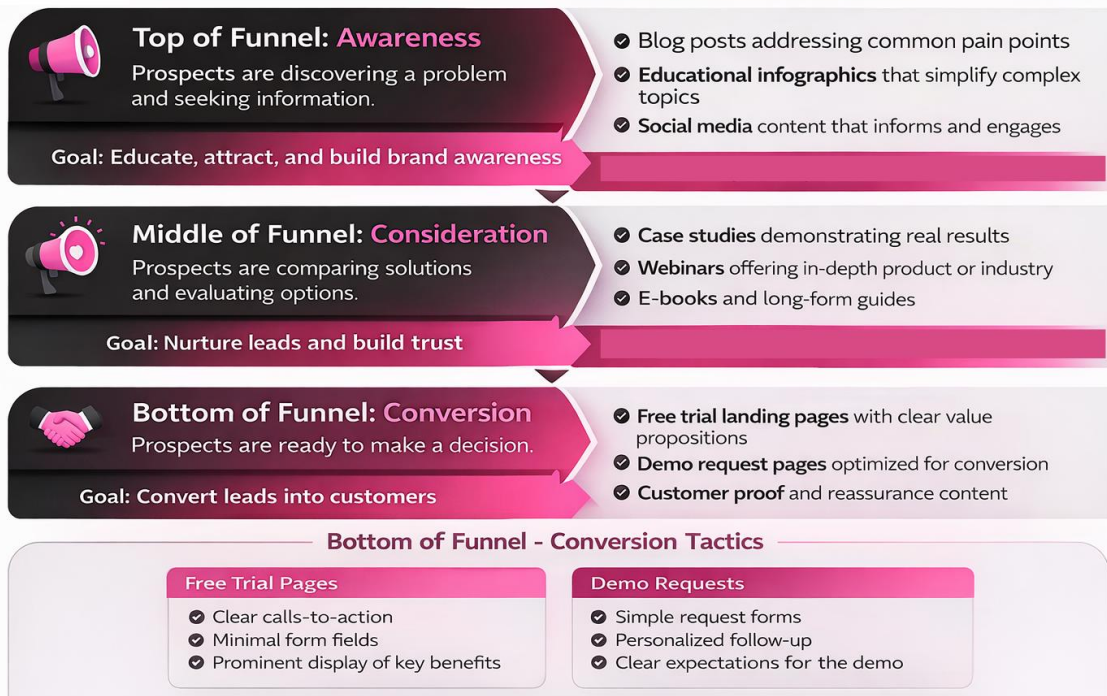 Top of Funnel: Awareness
Prospects are discovering a problem
and seeking information.
Goal: Educate, attract, and build brand awareness
Blog posts addressing common pain points
Educational infographics that simplify complex
topics
Social media content that informs and engages
Middle of Funnel: Consideration
Prospects are comparing solutions
and evaluating options.
Goal: Nurture leads and build trust
Case studies demonstrating real results
Webinars offering in-depth product or industry
E-books and long-form guides
Bottom of Funnel: Conversion
Prospects are ready to make a decision.
Goal: Convert leads into customers
Free trial landing pages with clear value
propositions
Demo request pages optimized for conversion
Customer proof and reassurance content
Bottom of Funnel - Conversion Tactics
Free Trial Pages
Clear calls-to-action
Minimal form fields
Prominent display of key benefits
Demo Requests
Simple request forms
Personalized follow-up
Clear expectations for the demo